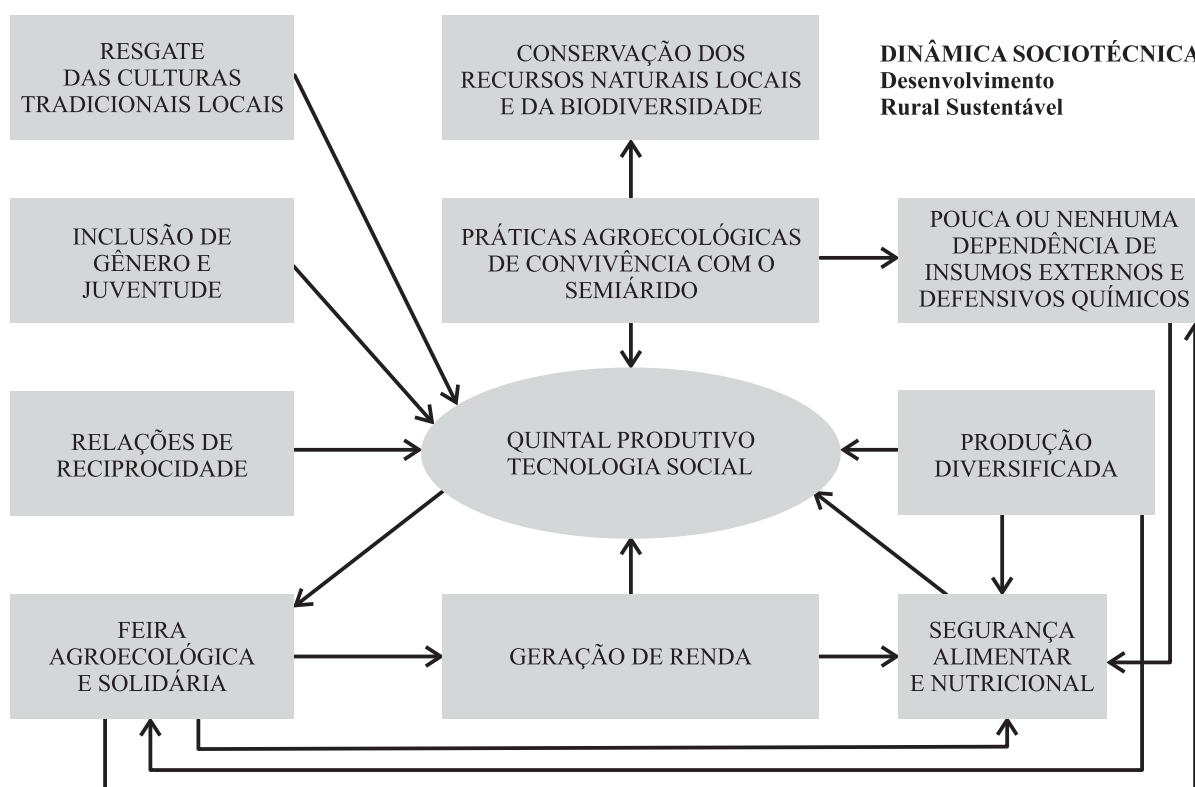 RESGATE
DAS CULTURAS
TRADICIONAIS LOCAIS
CONSERVAÇÃO DOS
RECURSOS NATURAIS LOCAIS
E DA BIODIVERSIDADE
DINÂMICA SOCIOTÉCNICA
Desenvolvimento
Rural Sustentável
INCLUSÃO DE
GÊNERO E
JUVENTUDE
PRÁTICAS AGROECOLÓGICAS
DE CONVIVÊNCIA COM O
SEMIÁRIDO
POUCA OU NENHUMA
DEPENDÊNCIA DE
INSUMOS EXTERNOS E
DEFENSIVOS QUÍMICOS
RELAÇÕES DE
RECIPROCIDADE
QUINTAL PRODUTIVO
TECNOLOGIA SOCIAL
PRODUÇÃO
DIVERSIFICADA
FEIRA
AGROECOLÓGICA
E SOLIDÁRIA
GERAÇÃO DE RENDA
SEGURANÇA
ALIMENTAR
E NUTRICIONAL